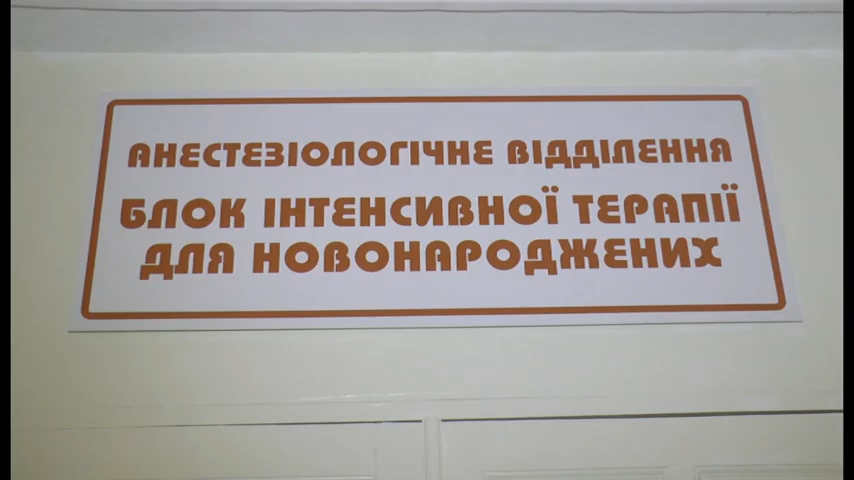 АНЕСТЕЗІОЛОГІЧНЕ ВІДДІЛЕННЯ
БЛОК ІНТЕНСИВНОЇ ТЕРАПІЇ
ДЛЯ НОВОНАРОДЖЕНИХ